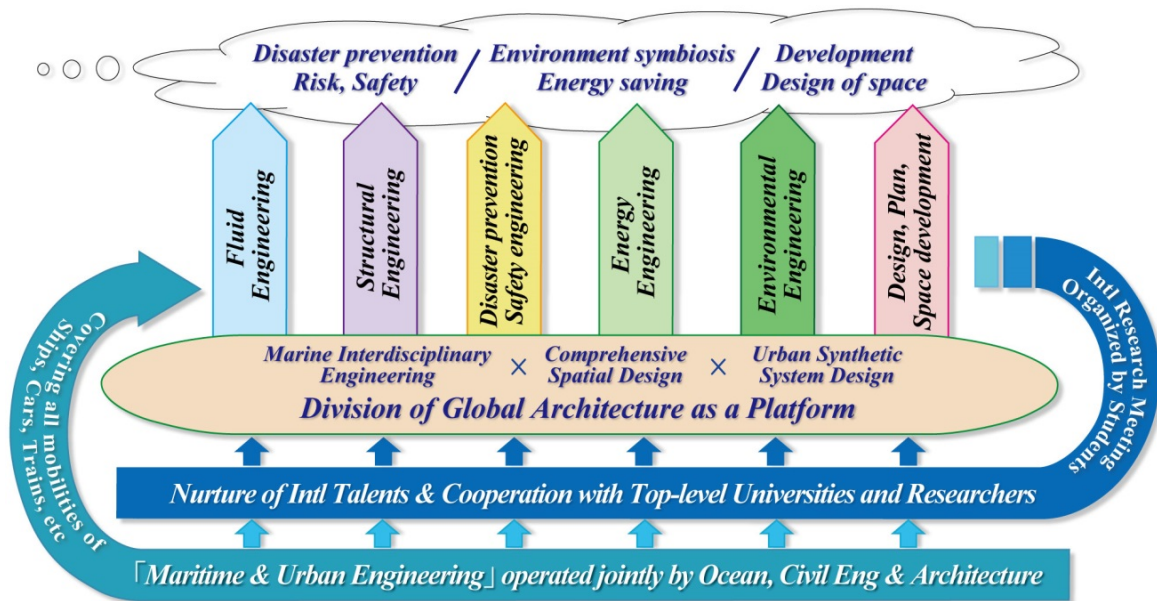 Disaster prevention / Environment symbiosis / Development
Risk, Safety Energy saving Design of space
Fluid
Engineering
Structural
Engineering
Disaster prevention
Safety engineering
Energy
Engineering
Environmental
Engineering
Design, Plan,
Space development
Marine Interdisciplinary
Engineering
×
Comprehensive
Spatial Design
×
Urban Synthetic
System Design
Division of Global Architecture as a Platform
Covering all mobilities of
Ships, Cars, Trains, etc
Intl Research Meeting
Organized by Students
Nurture of Intl Talents & Cooperation with Top-level Universities and Researchers
「Maritime & Urban Engineering」operated jointly by Ocean, Civil Eng & Architecture